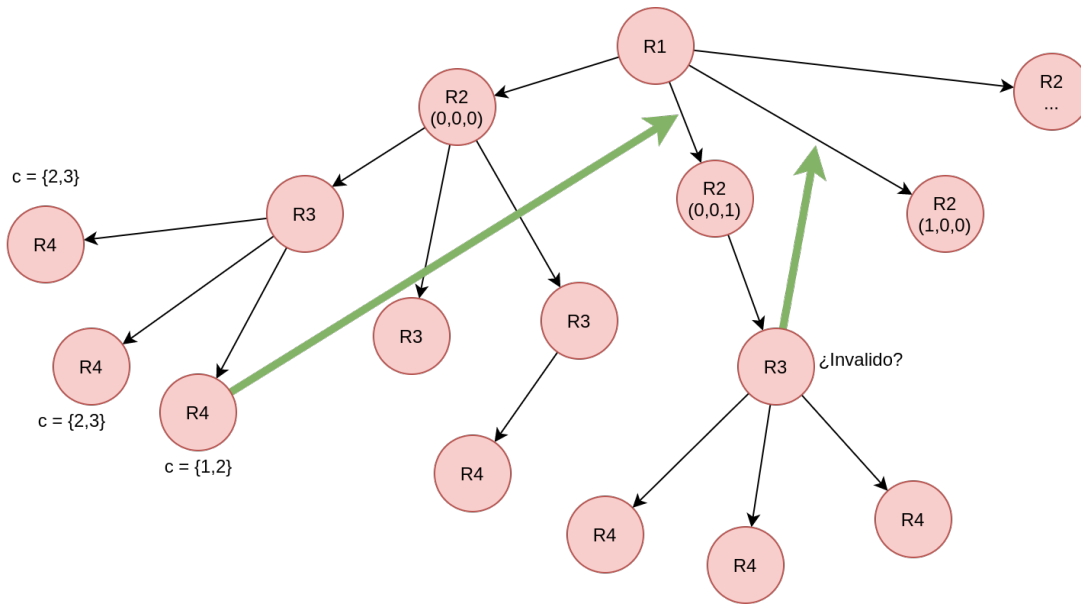 R1
R2
...
R2
(0,0,0)
c = {2,3}
R4
R3
R2
(0,0,1)
R2
(1,0,0)
R3
R3
R4
c = {2,3}
R4
c = {1,2}
R3
¿Invalido?
R4
R4
R4
R4